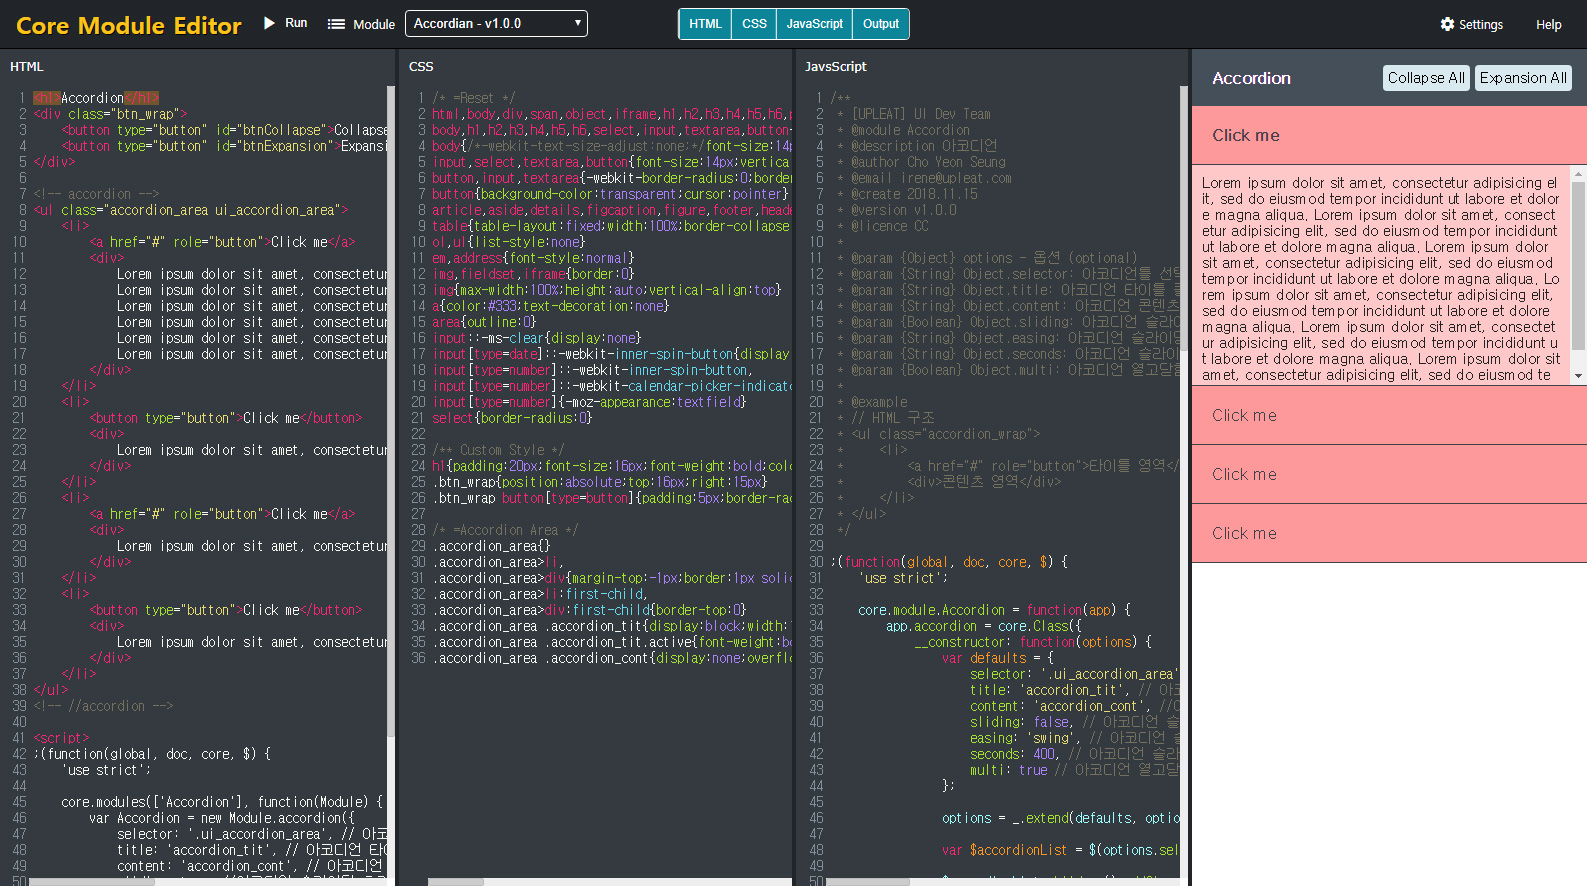 Core Module Editor
Run
Module
Accordian - v1.0.0
HTML
CSS
JavaScript
Output
Settings
Help
HTML
1 <h1>Accordion</h1>
2 <div class="btn_wrap">
3 <button type="button" id="btnCollapse">Collaps
4 <button type="button" id="btnExpansion">Expansi
5 </div>
6
7 <!-- accordion -->
8 <ul class="accordion_area ui_accordion_area">
9 <li>
10 <a href="#" role="button">Click me</a>
11 <div>
12 Lorem ipsum dolor sit amet, consectetur
13 Lorem ipsum dolor sit amet, consectetur
14 Lorem ipsum dolor sit amet, consectetur
15 Lorem ipsum dolor sit amet, consectetur
16 Lorem ipsum dolor sit amet, consectetur
17 Lorem ipsum dolor sit amet, consectetur
18 </div>
19 </li>
20 <li>
21 <button type="button">Click me</button>
22 <div>
23 Lorem ipsum dolor sit amet, consectetur
24 </div>
25 </li>
26 <li>
27 <a href="#" role="button">Click me</a>
28 <div>
29 Lorem ipsum dolor sit amet, consectetur
30 </div>
31 </li>
32 <li>
33 <button type="button">Click me</button>
34 <div>
35 Lorem ipsum dolor sit amet, consectetur
36 </div>
37 </li>
38 </ul>
39 <!-- //accordion -->
40
41 <script>
42 ;(function(global, doc, core, $) {
43 'use strict';
44
45 core.modules(['Accordion'], function(Module) {
46 var Accordion = new Module.accordion({
47 selector: '.ui_accordion_area', // 아코
48 title: 'accordion_tit', // 아코디언 타이
49 content: 'accordion_cont', // 아코디언
50
CSS
1 /* =Reset */
2 html,body,div,span,object,iframe,h1,h2,h3,h4,h5,h6,p
3 body,h1,h2,h3,h4,h5,h6,select,input,textarea,button
4 body{/*-webkit-text-size-adjust:none;*/font-size:14p
5 input,select,textarea,button{font-size:14px;vertica
6 button,input,textarea{-webkit-border-radius:0;border
7 button{background-color:transparent;cursor:pointer}
8 article,aside,details,figcaption,figure,footer,heade
9 table{table-layout:fixed;width:100%;border-collapse
10 ol,ul{list-style:none}
11 em,address{font-style:normal}
12 img,fieldset,iframe{border:0}
13 img{max-width:100%;height:auto;vertical-align:top}
14 a{color:#333;text-decoration:none}
15 area{outline:0}
16 input::-ms-clear{display:none}
17 input[type=date]::-webkit-inner-spin-button{display
18 input[type=number]::-webkit-inner-spin-button,
19 input[type=number]::-webkit-calendar-picker-indicato
20 input[type=number]{-moz-appearance:textfield}
21 select{border-radius:0}
22
23 /** Custom Style */
24 h1{padding:20px;font-size:16px;font-weight:bold;colo
25 .btn_wrap{position:absolute;top:16px;right:15px}
26 .btn_wrap button[type=button]{padding:5px;border-rad
27
28 /* =Accordion Area */
29 .accordion_area{}
30 .accordion_area>li,
31 .accordion_area>div{margin-top:-1px;border:1px solid
32 .accordion_area>li:first-child,
33 .accordion_area>div:first-child{border-top:0}
34 .accordion_area .accordion_tit{display:block;width:
35 .accordion_area .accordion_tit.active{font-weight:bo
36 .accordion_area .accordion_cont{display:none;overflo
JavsScript
1 /**
2 * [UPLEAT] UI Dev Team
3 * @module Accordion
4 * @description 아코디언
5 * @author Cho Yeon Seung
6 * @email irene@upleat.com
7 * @create 2018.11.15
8 * @version v1.0.0
9 * @licence CC
10 *
11 * @param {Object} options - 옵션 (optional)
12 * @param {String} Object.selector: 아코디언를 선택
13 * @param {String} Object.title: 아코디언 타이틀
14 * @param {String} Object.content: 아코디언 콘텐츠
15 * @param {Boolean} Object.sliding: 아코디언 슬라이
16 * @param {String} Object.easing: 아코디언 슬라이딩
17 * @param {String} Object.seconds: 아코디언 슬라이
18 * @param {Boolean} Object.multi: 아코디언 열고닫힘
19 *
20 * @example
21 * // HTML 구조
22 * <ul class="accordion_wrap">
23 * <li>
24 * <a href="#" role="button">타이틀 영역</
25 * <div>콘텐츠 영역</div>
26 * </li>
27 * </ul>
28 */
29
30 ;(function(global, doc, core, $) {
31 'use strict';
32
33 core.module.Accordion = function(app) {
34 app.accordion = core.Class({
35 __constructor: function(options) {
36 var defaults = {
37 selector: '.ui_accordion_area'
38 title: 'accordion_tit', // 아코
39 content: 'accordion_cont', //아
40 sliding: false, // 아코디언 슬
41 easing: 'swing', // 아코디언 슬
42 seconds: 400, // 아코디언 슬라
43 multi: true // 아코디언 열고닫
44 };
45
46 options = _.extend(defaults, optio
47
48 var $accordionList = $(options.sel
49
50
Accordion
Collapse All
Expansion All
Click me
Lorem ipsum dolor sit amet, consectetur adipisicing el
it, sed do eiusmod tempor incididunt ut labore et dolor
e magna aliqua. Lorem ipsum dolor sit amet, consect
etur adipisicing elit, sed do eiusmod tempor incididunt
ut labore et dolore magna aliqua. Lorem ipsum dolor
sit amet, consectetur adipisicing elit, sed do eiusmod
tempor incididunt ut labore et dolore magna aliqua. Lo
rem ipsum dolor sit amet, consectetur adipisicing elit,
sed do eiusmod tempor incididunt ut labore et dolore
magna aliqua. Lorem ipsum dolor sit amet, consectet
ur adipisicing elit, sed do eiusmod tempor incididunt u
t labore et dolore magna aliqua. Lorem ipsum dolor sit
amet, consectetur adipisicing elit, sed do eiusmod te
Click me
Click me
Click me